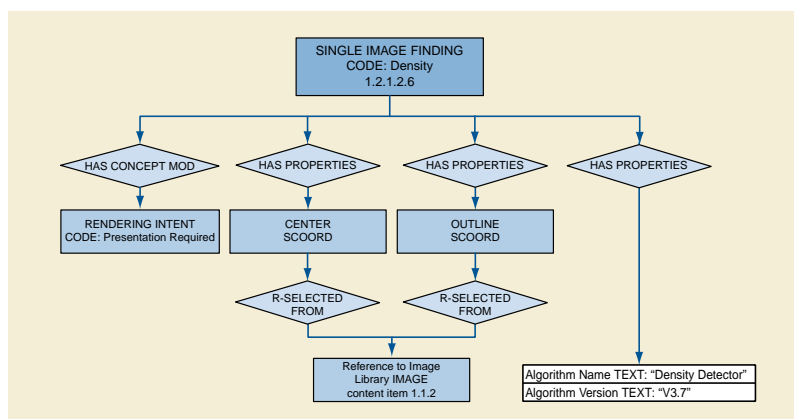 SINGLE IMAGE FINDING
CODE: Density
1.2.1.2.6
HAS CONCEPT MOD
HAS PROPERTIES
HAS PROPERTIES
HAS PROPERTIES
RENDERING INTENT
CODE: Presentation Required
CENTER
SCOORD
OUTLINE
SCOORD
R-SELECTED
FROM
R-SELECTED
FROM
Reference to Image
Library IMAGE
content item 1.1.2
Algorithm Name TEXT: “Density Detector”
Algorithm Version TEXT: “V3.7”